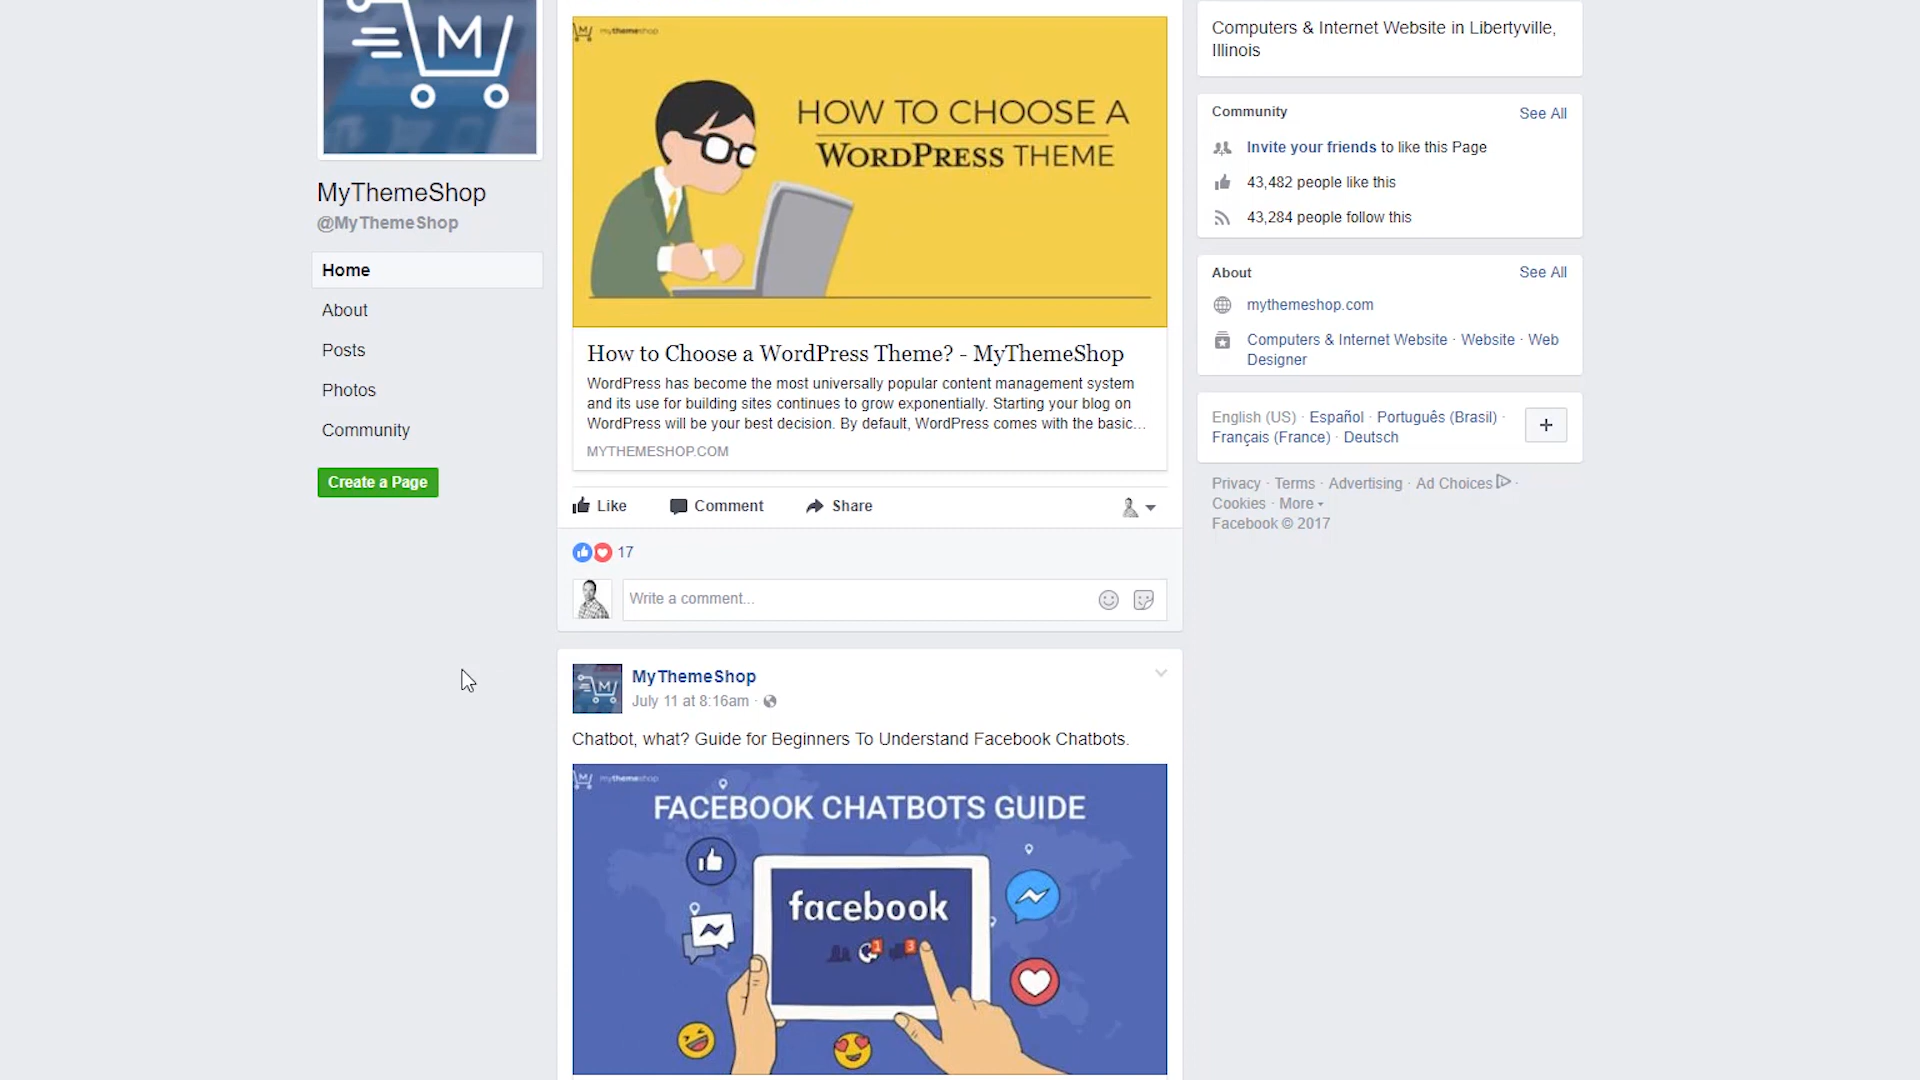 M
MyThemeShop
@MyThemeShop
Home
About
Posts
Photos
Community
Create a Page
M mythemeshop
HOW TO CHOOSE A
WORDPRESS THEME
How to Choose a WordPress Theme? - MyThemeShop
WordPress has become the most universally popular content management system
and its use for building sites continues to grow exponentially. Starting your blog on
WordPress will be your best decision. By default, WordPress comes with the basic...
MYTHEMESHOP.COM
Like Comment Share
17
Write a comment...
M
MyThemeShop
July 11 at 8:16am ·
Chatbot, what? Guide for Beginners To Understand Facebook Chatbots.
M mythemeshop
FACEBOOK CHATBOTS GUIDE
facebook
1 3
Computers & Internet Website in Libertyville,
Illinois
Community See All
Invite your friends to like this Page
43,482 people like this
43,284 people follow this
About See All
mythemeshop.com
Computers & Internet Website · Website · Web
Designer
English (US) · Español · Português (Brasil) ·
Français (France) · Deutsch
+
Privacy · Terms · Advertising · Ad Choices ·
Cookies · More
Facebook © 2017